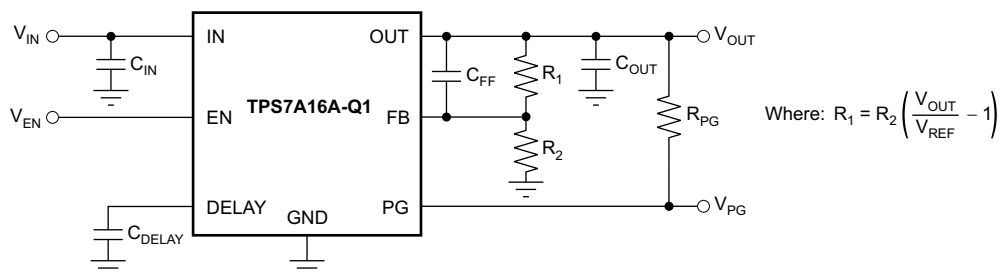 V_IN
IN
OUT
V_OUT
C_IN
C_FF
R_1
C_OUT
TPS7A16A-Q1
V_EN
EN
FB
R_PG
Where: R_1 = R_2 (V_OUT / V_REF − 1)
R_2
DELAY
GND
PG
V_PG
C_DELAY